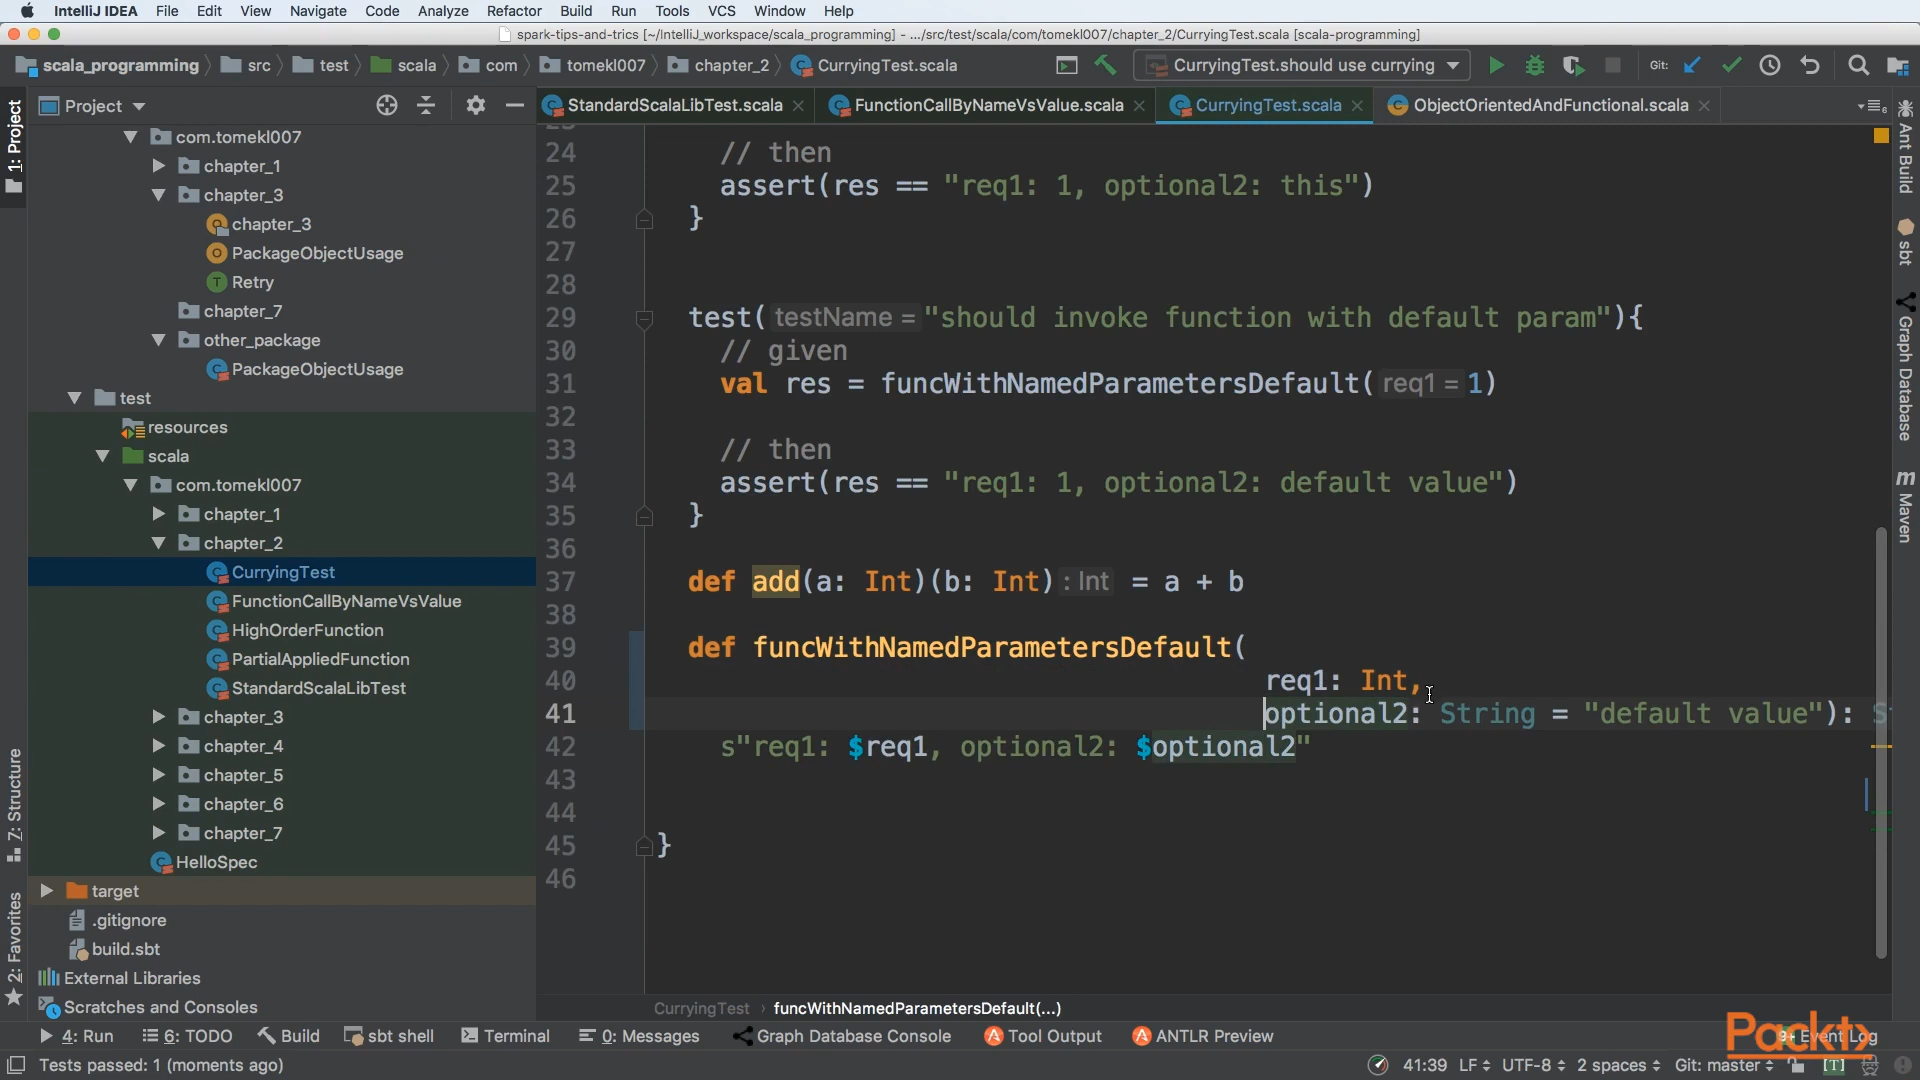 IntelliJ IDEA File Edit View Navigate Code Analyze Refactor Build Run Tools VCS Window Help
spark-tips-and-trics [~/IntelliJ_workspace/scala_programming] - .../src/test/scala/com/tomekl007/chapter_2/CurryingTest.scala [scala-programming]
scala_programming src test scala com tomekl007 chapter_2 CurryingTest.scala CurryingTest.should use currying Git:
Project StandardScalaLibTest.scala FunctionCallByNameVsValue.scala CurryingTest.scala ObjectOrientedAndFunctional.scala
1: Project
7: Structure
2: Favorites
com.tomekl007
chapter_1
chapter_3
chapter_3
PackageObjectUsage
Retry
chapter_7
other_package
PackageObjectUsage
test
resources
scala
com.tomekl007
chapter_1
chapter_2
CurryingTest
FunctionCallByNameVsValue
HighOrderFunction
PartialAppliedFunction
StandardScalaLibTest
chapter_3
chapter_4
chapter_5
chapter_6
chapter_7
HelloSpec
target
.gitignore
build.sbt
External Libraries
Scratches and Consoles
24 // then
25 assert(res == "req1: 1, optional2: this")
26 }
27
28
29 test( testName = "should invoke function with default param"){
30 // given
31 val res = funcWithNamedParametersDefault( req1 = 1)
32
33 // then
34 assert(res == "req1: 1, optional2: default value")
35 }
36
37 def add(a: Int)(b: Int) : Int = a + b
38
39 def funcWithNamedParametersDefault(
40 req1: Int,
41 optional2: String = "default value"):
42 s"req1: $req1, optional2: $optional2"
43
44
45 }
46
Ant Build
sbt
Graph Database
Maven
CurryingTest › funcWithNamedParametersDefault(...)
4: Run 6: TODO Build sbt shell Terminal 0: Messages Graph Database Console Tool Output ANTLR Preview Event Log
Packt>
Tests passed: 1 (moments ago) 41:39 LF UTF-8 2 spaces Git: master [T]